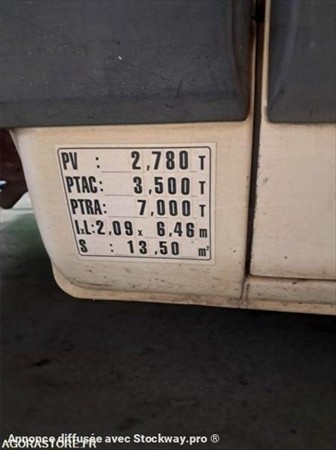 PV : 2,780 T
PTAC : 3,500 T
PTRA : 7,000 T
L.L: 2,09 x 6,46 m
S : 13,50 m²
Annonce diffusée avec Stockway.pro ®
AGORASTORE.FR